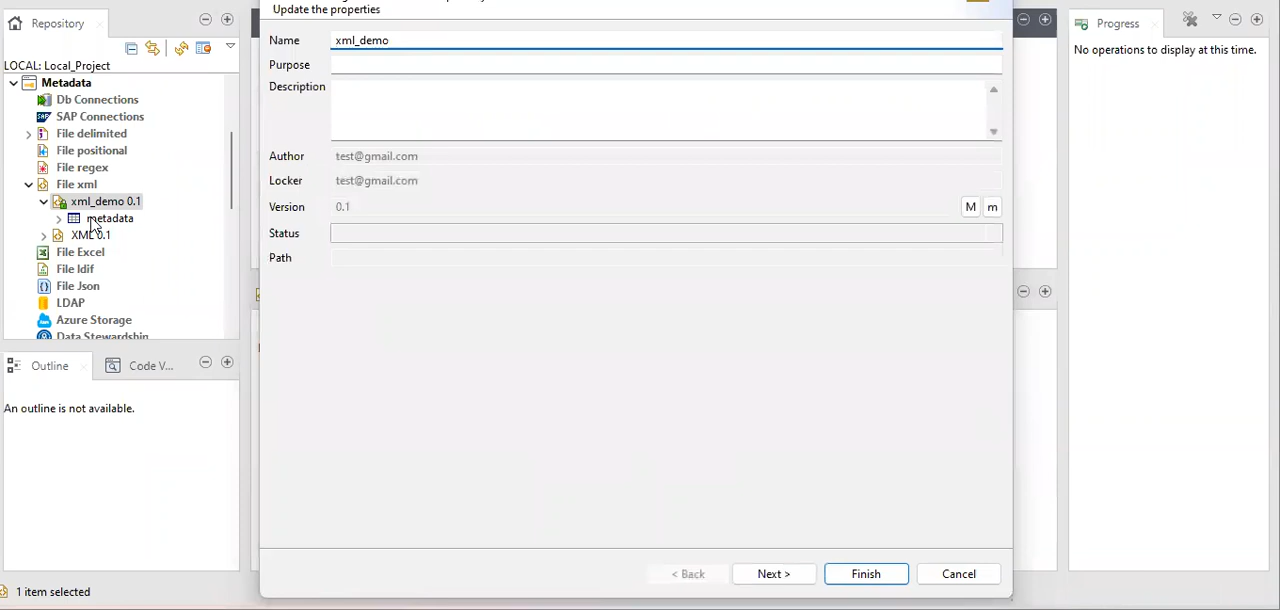 Repository
LOCAL: Local_Project
Metadata
Db Connections
SAP Connections
File delimited
File positional
File regex
File xml
xml_demo 0.1
metadata
XML 0.1
File Excel
File ldif
File Json
LDAP
Azure Storage
Data Stewardship
Outline
Code V...
An outline is not available.
1 item selected
Update the properties
Name
xml_demo
Purpose
Description
Author
test@gmail.com
Locker
test@gmail.com
Version
0.1
M
m
Status
Path
< Back
Next >
Finish
Cancel
Progress
No operations to display at this time.